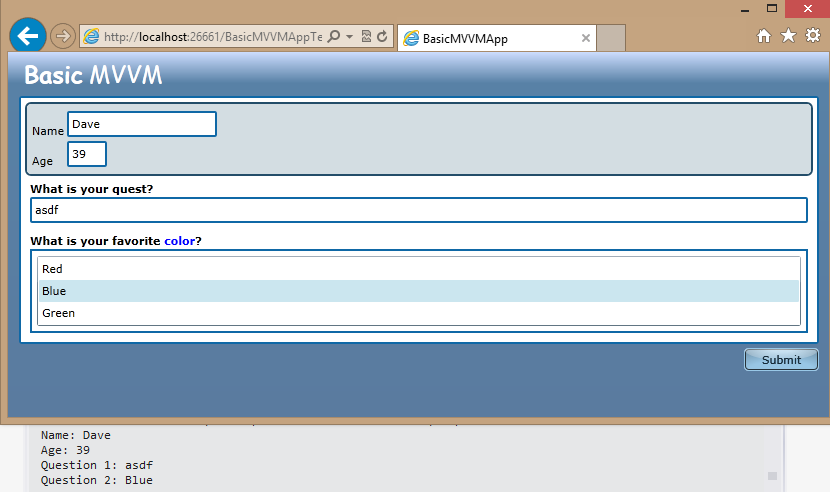 http://localhost:26661/BasicMVVMAppTe
BasicMVVMApp
Basic MVVM
Name Dave
Age 39
What is your quest?
asdf
What is your favorite color?
Red
Blue
Green
Submit
Name: Dave
Age: 39
Question 1: asdf
Question 2: Blue